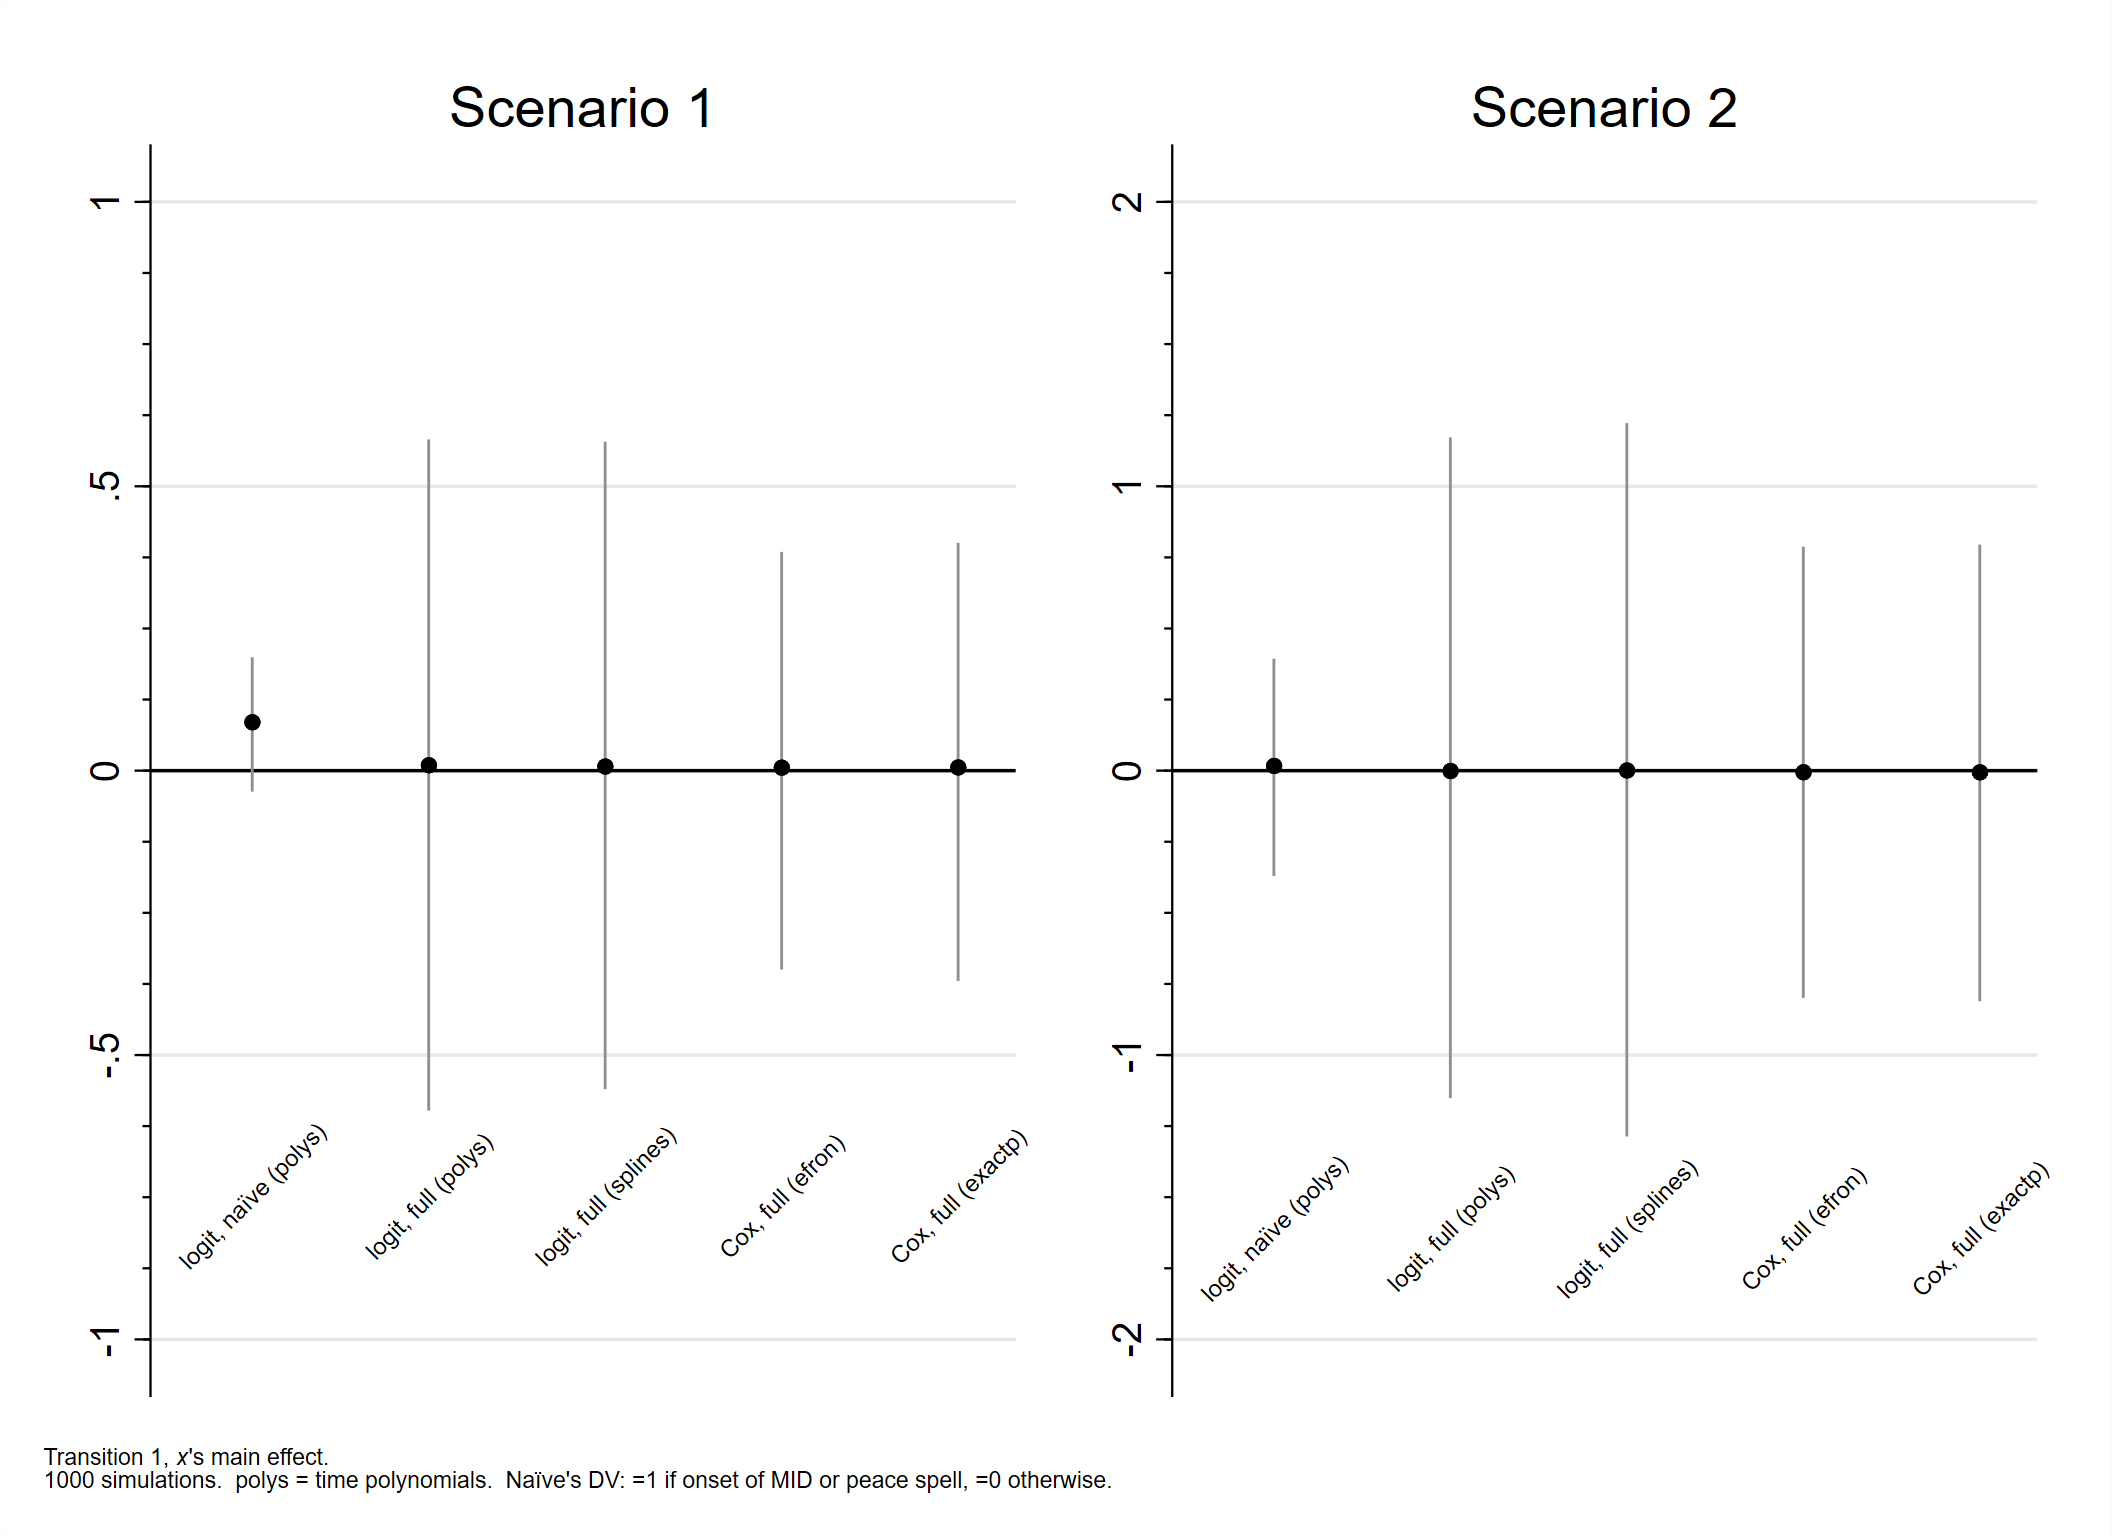 Scenario 1
1
.5
0
-.5
-1
logit, naïve (polys)
logit, full (polys)
logit, full (splines)
Cox, full (efron)
Cox, full (exactp)
Scenario 2
2
1
0
-1
-2
logit, naïve (polys)
logit, full (polys)
logit, full (splines)
Cox, full (efron)
Cox, full (exactp)
Transition 1, x's main effect.
1000 simulations.  polys = time polynomials.  Naïve's DV: =1 if onset of MID or peace spell, =0 otherwise.